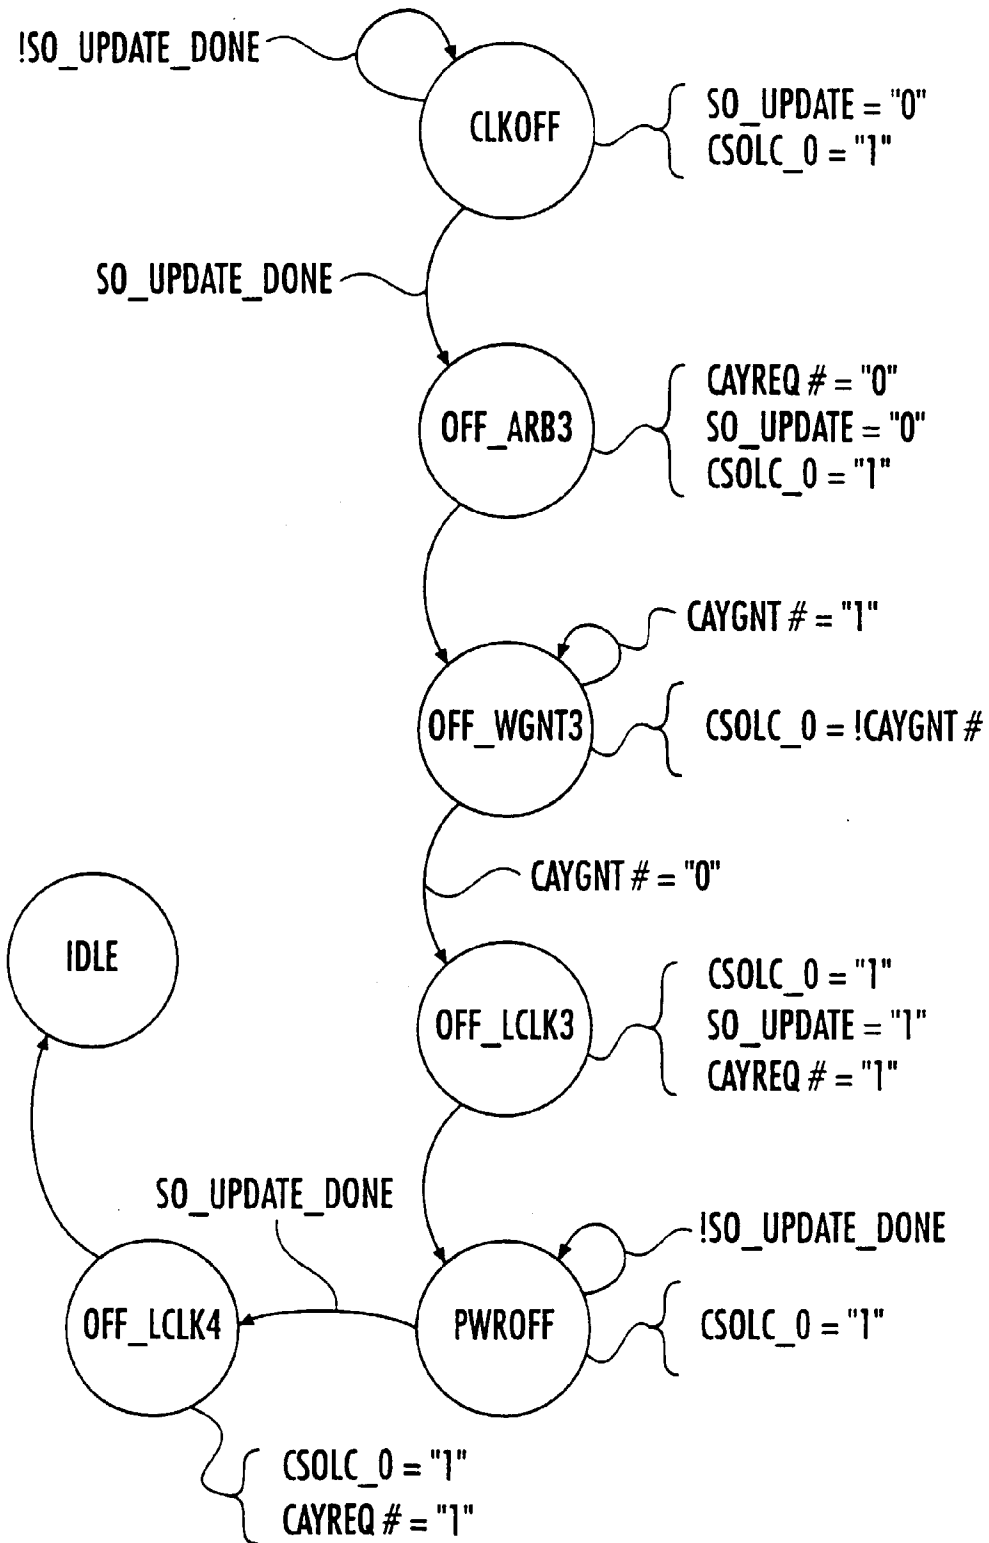 !SO_UPDATE_DONE
CLKOFF
SO_UPDATE = "0"
CSOLC_0 = "1"
SO_UPDATE_DONE
OFF_ARB3
CAYREQ # = "0"
SO_UPDATE = "0"
CSOLC_0 = "1"
CAYGNT # = "1"
OFF_WGNT3
CSOLC_0 = !CAYGNT #
CAYGNT # = "0"
IDLE
OFF_LCLK3
CSOLC_0 = "1"
SO_UPDATE = "1"
CAYREQ # = "1"
SO_UPDATE_DONE
!SO_UPDATE_DONE
OFF_LCLK4
PWROFF
CSOLC_0 = "1"
CSOLC_0 = "1"
CAYREQ # = "1"